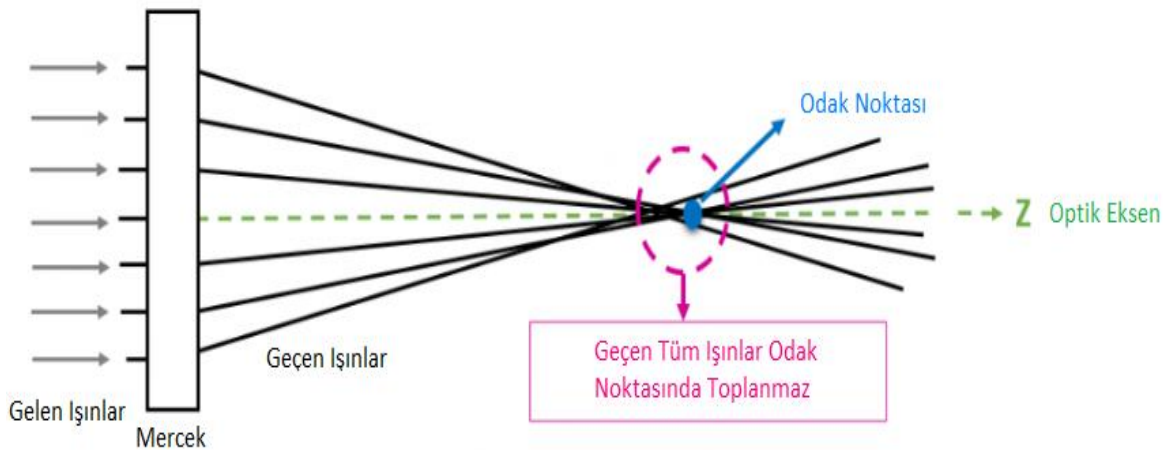 Odak Noktası
Z Optik Eksen
Geçen Işınlar
Geçen Tüm Işınlar Odak
Noktasında Toplanmaz
Gelen Işınlar
Mercek